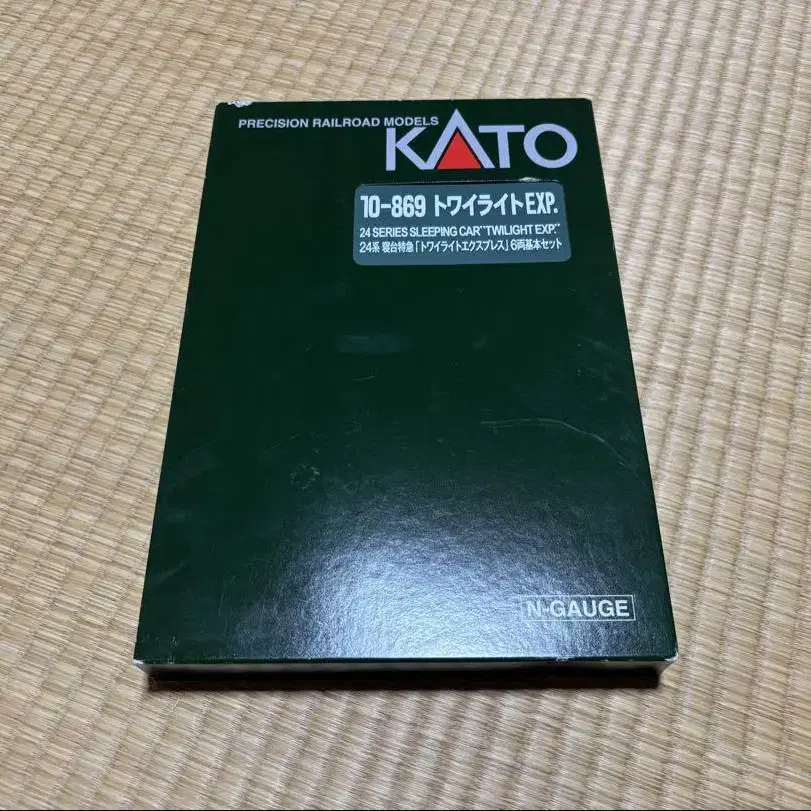 PRECISION RAILROAD MODELS
KATO
10-869 トワイライトEXP.
24 SERIES SLEEPING CAR "TWILIGHT EXP."
24系 寝台特急「トワイライトエクスプレス」6両基本セット
N-GAUGE